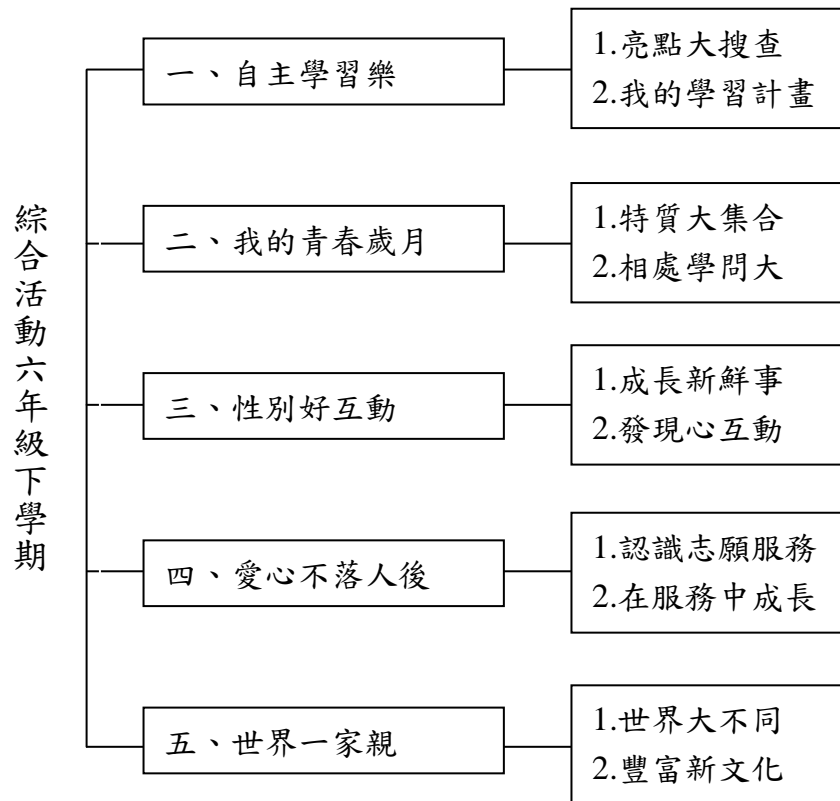 綜合活動六年級下學期
一、自主學習樂
1.亮點大搜查
2.我的學習計畫
二、我的青春歲月
1.特質大集合
2.相處學問大
三、性別好互動
1.成長新鮮事
2.發現心互動
四、愛心不落人後
1.認識志願服務
2.在服務中成長
五、世界一家親
1.世界大不同
2.豐富新文化